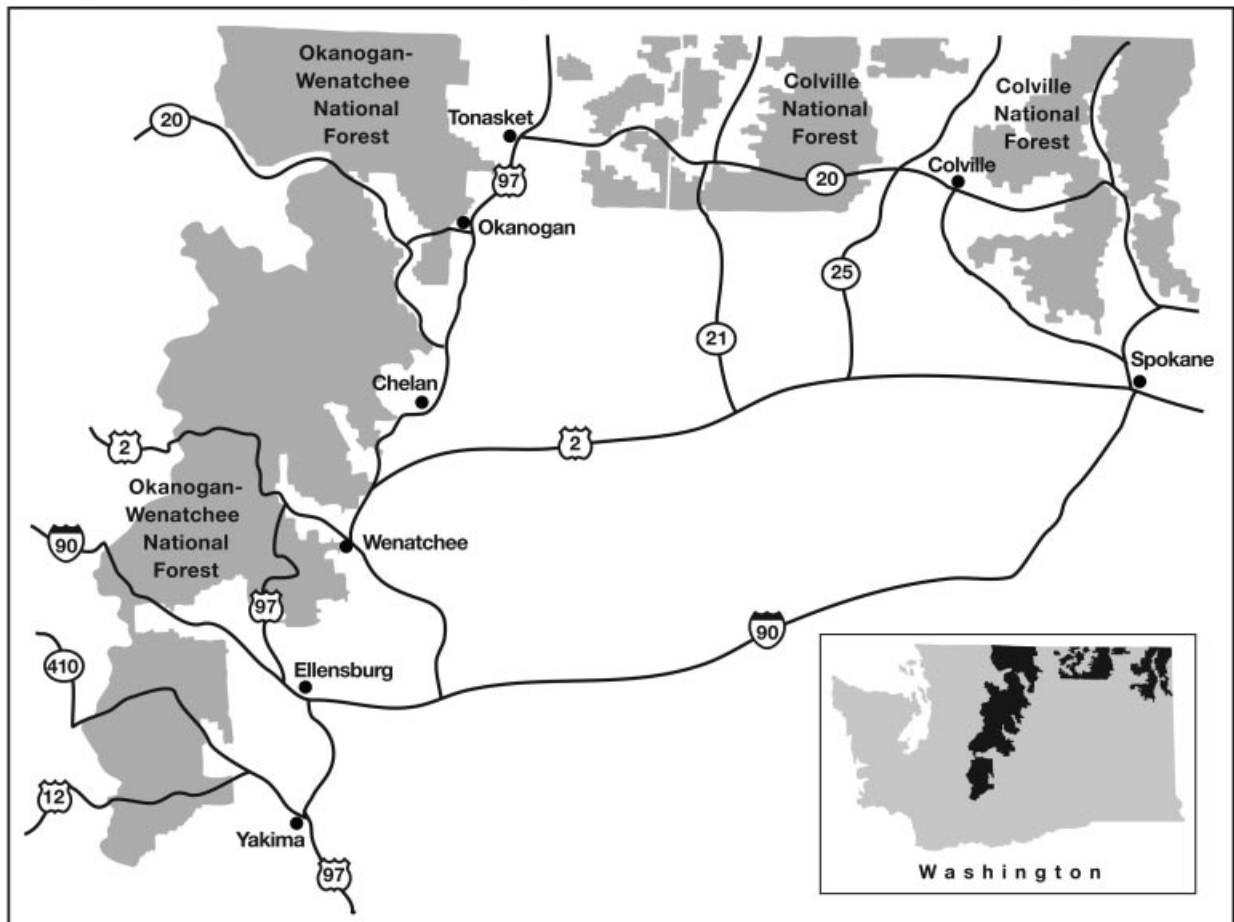 Okanogan-
Wenatchee
National
Forest
Colville
National
Forest
Colville
National
Forest
20
Tonasket
97
20
Colville
Okanogan
25
21
Spokane
Chelan
2
2
Okanogan-
Wenatchee
National
Forest
90
Wenatchee
97
90
410
Ellensburg
12
Yakima
97
Washington